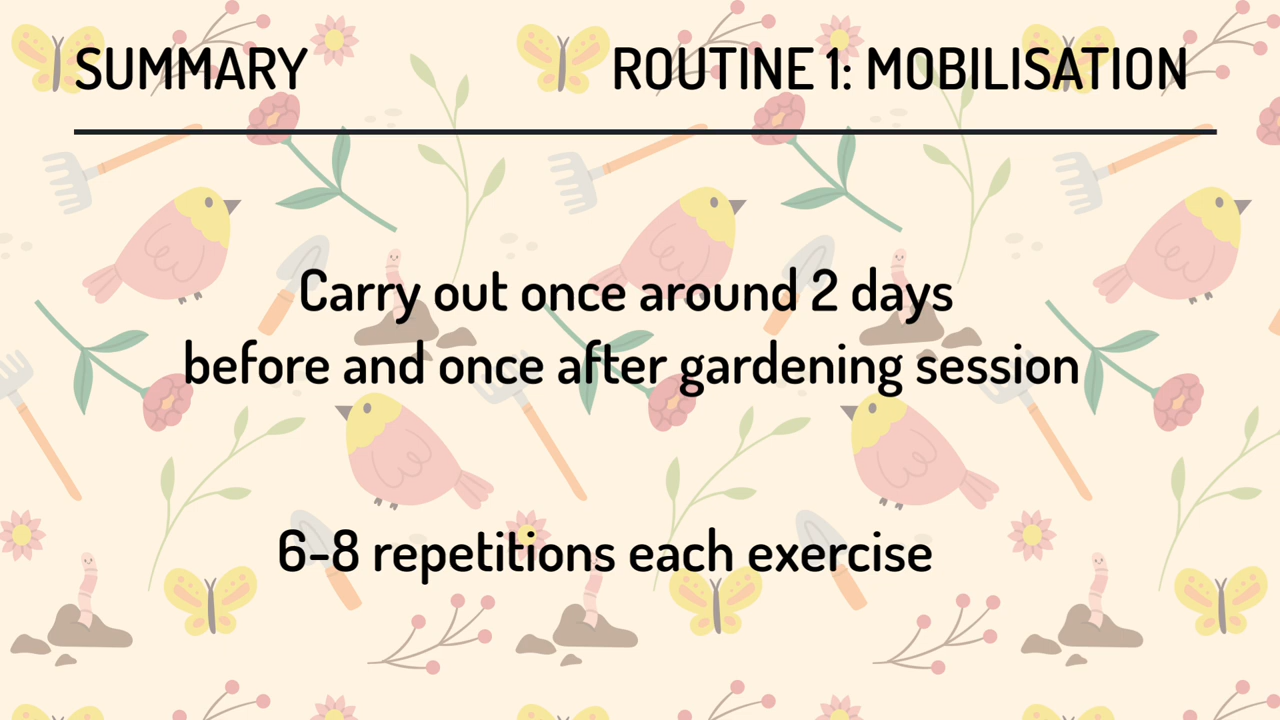 SUMMARY
ROUTINE 1: MOBILISATION
Carry out once around 2 days
before and once after gardening session
6-8 repetitions each exercise